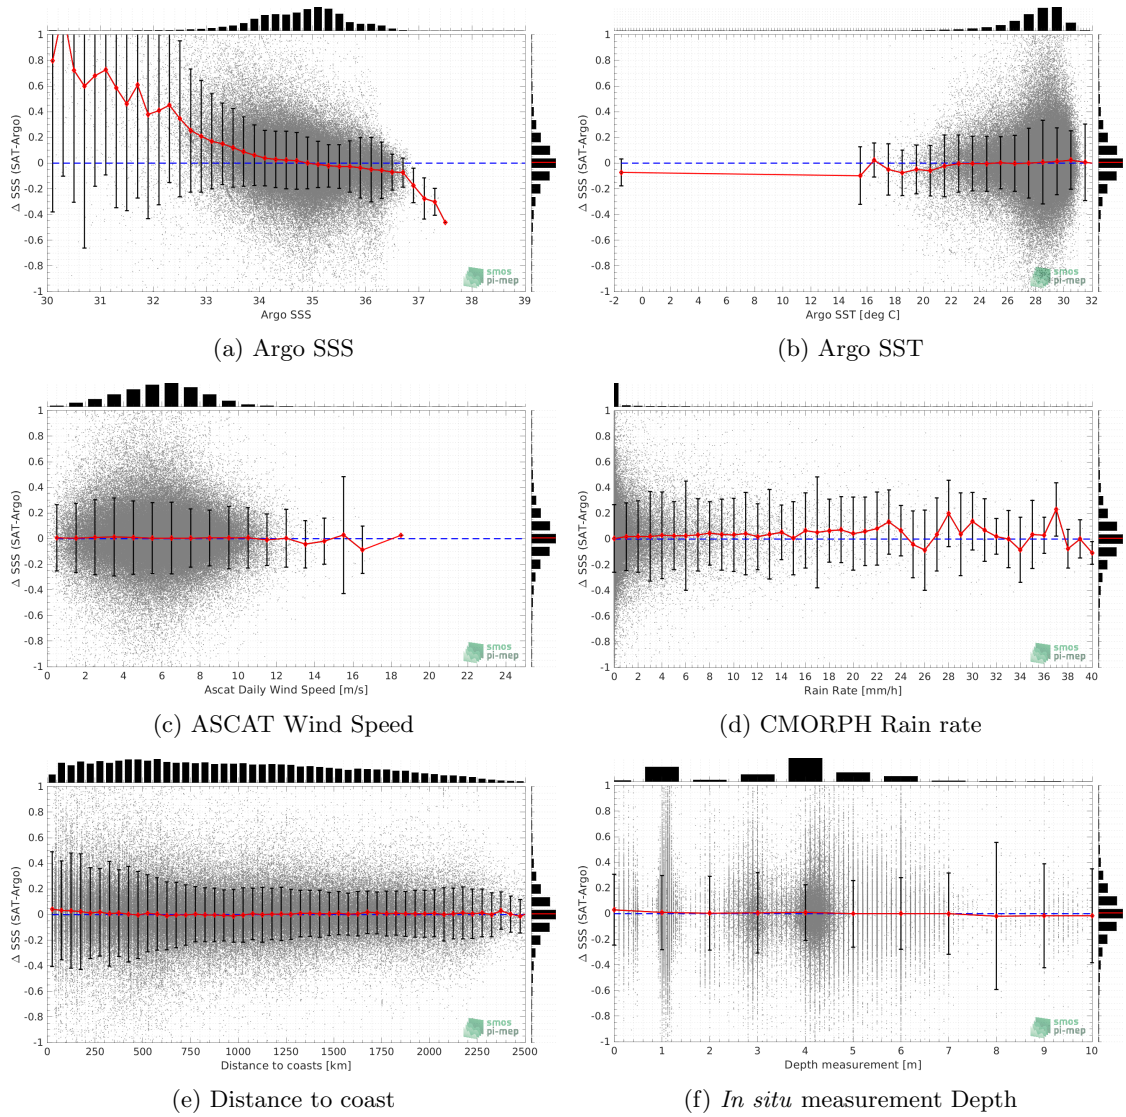 1
0.8
0.6
0.4
0.2
0
-0.2
-0.4
-0.6
-0.8
-1
Δ SSS (SAT-Argo)
30 31 32 33 34 35 36 37 38 39
Argo SSS
smos
pi-mep
(a) Argo SSS
1
0.8
0.6
0.4
0.2
0
-0.2
-0.4
-0.6
-0.8
-1
Δ SSS (SAT-Argo)
-2 0 2 4 6 8 10 12 14 16 18 20 22 24 26 28 30 32
Argo SST [deg C]
smos
pi-mep
(b) Argo SST
1
0.8
0.6
0.4
0.2
0
-0.2
-0.4
-0.6
-0.8
-1
Δ SSS (SAT-Argo)
0 2 4 6 8 10 12 14 16 18 20 22 24
Ascat Daily Wind Speed [m/s]
smos
pi-mep
(c) ASCAT Wind Speed
1
0.8
0.6
0.4
0.2
0
-0.2
-0.4
-0.6
-0.8
-1
Δ SSS (SAT-Argo)
0 2 4 6 8 10 12 14 16 18 20 22 24 26 28 30 32 34 36 38 40
Rain Rate [mm/h]
smos
pi-mep
(d) CMORPH Rain rate
1
0.8
0.6
0.4
0.2
0
-0.2
-0.4
-0.6
-0.8
-1
Δ SSS (SAT-Argo)
0 250 500 750 1000 1250 1500 1750 2000 2250 2500
Distance to coasts [km]
smos
pi-mep
(e) Distance to coast
1
0.8
0.6
0.4
0.2
0
-0.2
-0.4
-0.6
-0.8
-1
Δ SSS (SAT-Argo)
0 1 2 3 4 5 6 7 8 9 10
Depth measurement [m]
smos
pi-mep
(f) In situ measurement Depth